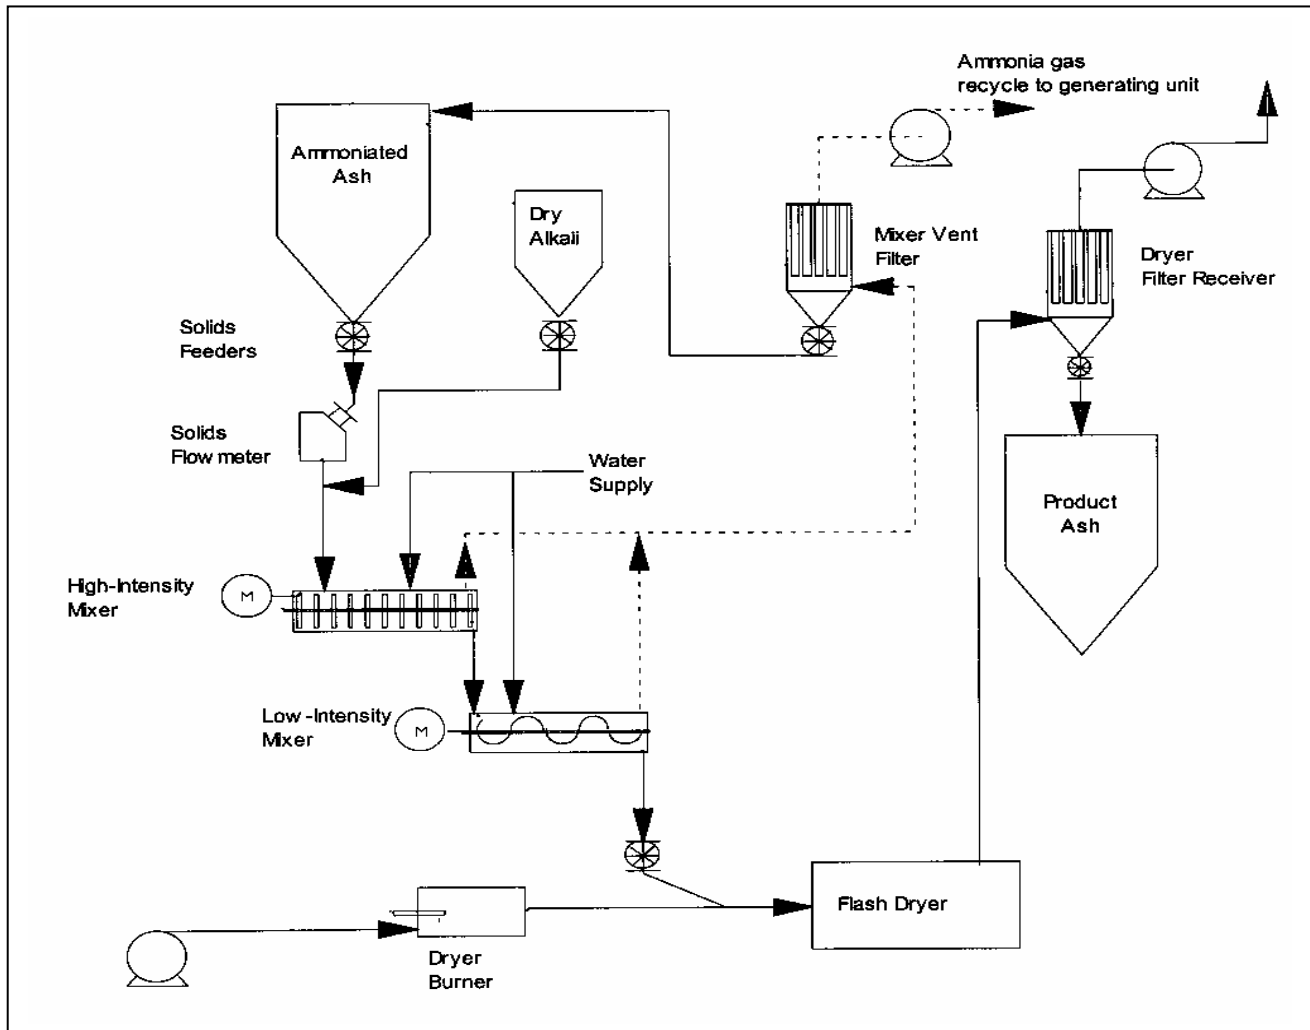 Ammonia gas
recycle to generating unit
Ammoniated
Ash
Dry
Alkali
Mixer Vent
Filter
Dryer
Filter Receiver
Solids
Feeders
Solids
Flow meter
Water
Supply
Product
Ash
High-Intensity
Mixer
M
Low -Intensity
Mixer
M
Flash Dryer
Dryer
Burner